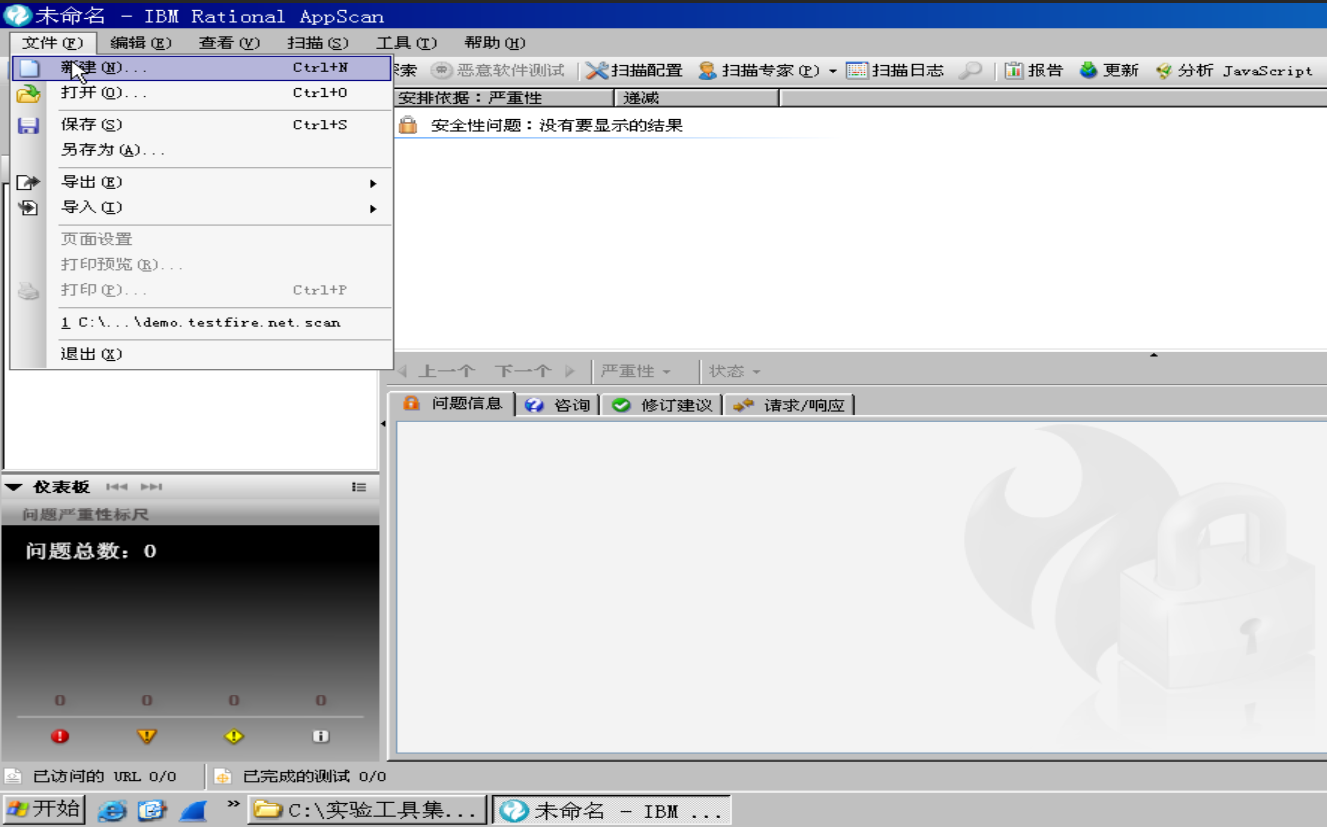 未命名 - IBM Rational AppScan
文件(F) 编辑(E) 查看(V) 扫描(S) 工具(T) 帮助(H)
新建(N)... Ctrl+N
索 恶意软件测试 扫描配置 扫描专家(P) 扫描日志 报告 更新 分析 JavaScript
打开(O)... Ctrl+O
安排依据：严重性 递减
保存(S) Ctrl+S
安全性问题：没有要显示的结果
另存为(A)...
导出(E)
导入(I)
页面设置
打印预览(R)...
打印(P)... Ctrl+P
1 C:\...\demo.testfire.net.scan
退出(X)
上一个 下一个 严重性 状态
问题信息 咨询 修订建议 请求/响应
仪表板
问题严重性标尺
问题总数：0
0 0 0 0
已访问的 URL 0/0 已完成的测试 0/0
开始 » C:\实验工具集... 未命名 - IBM ...